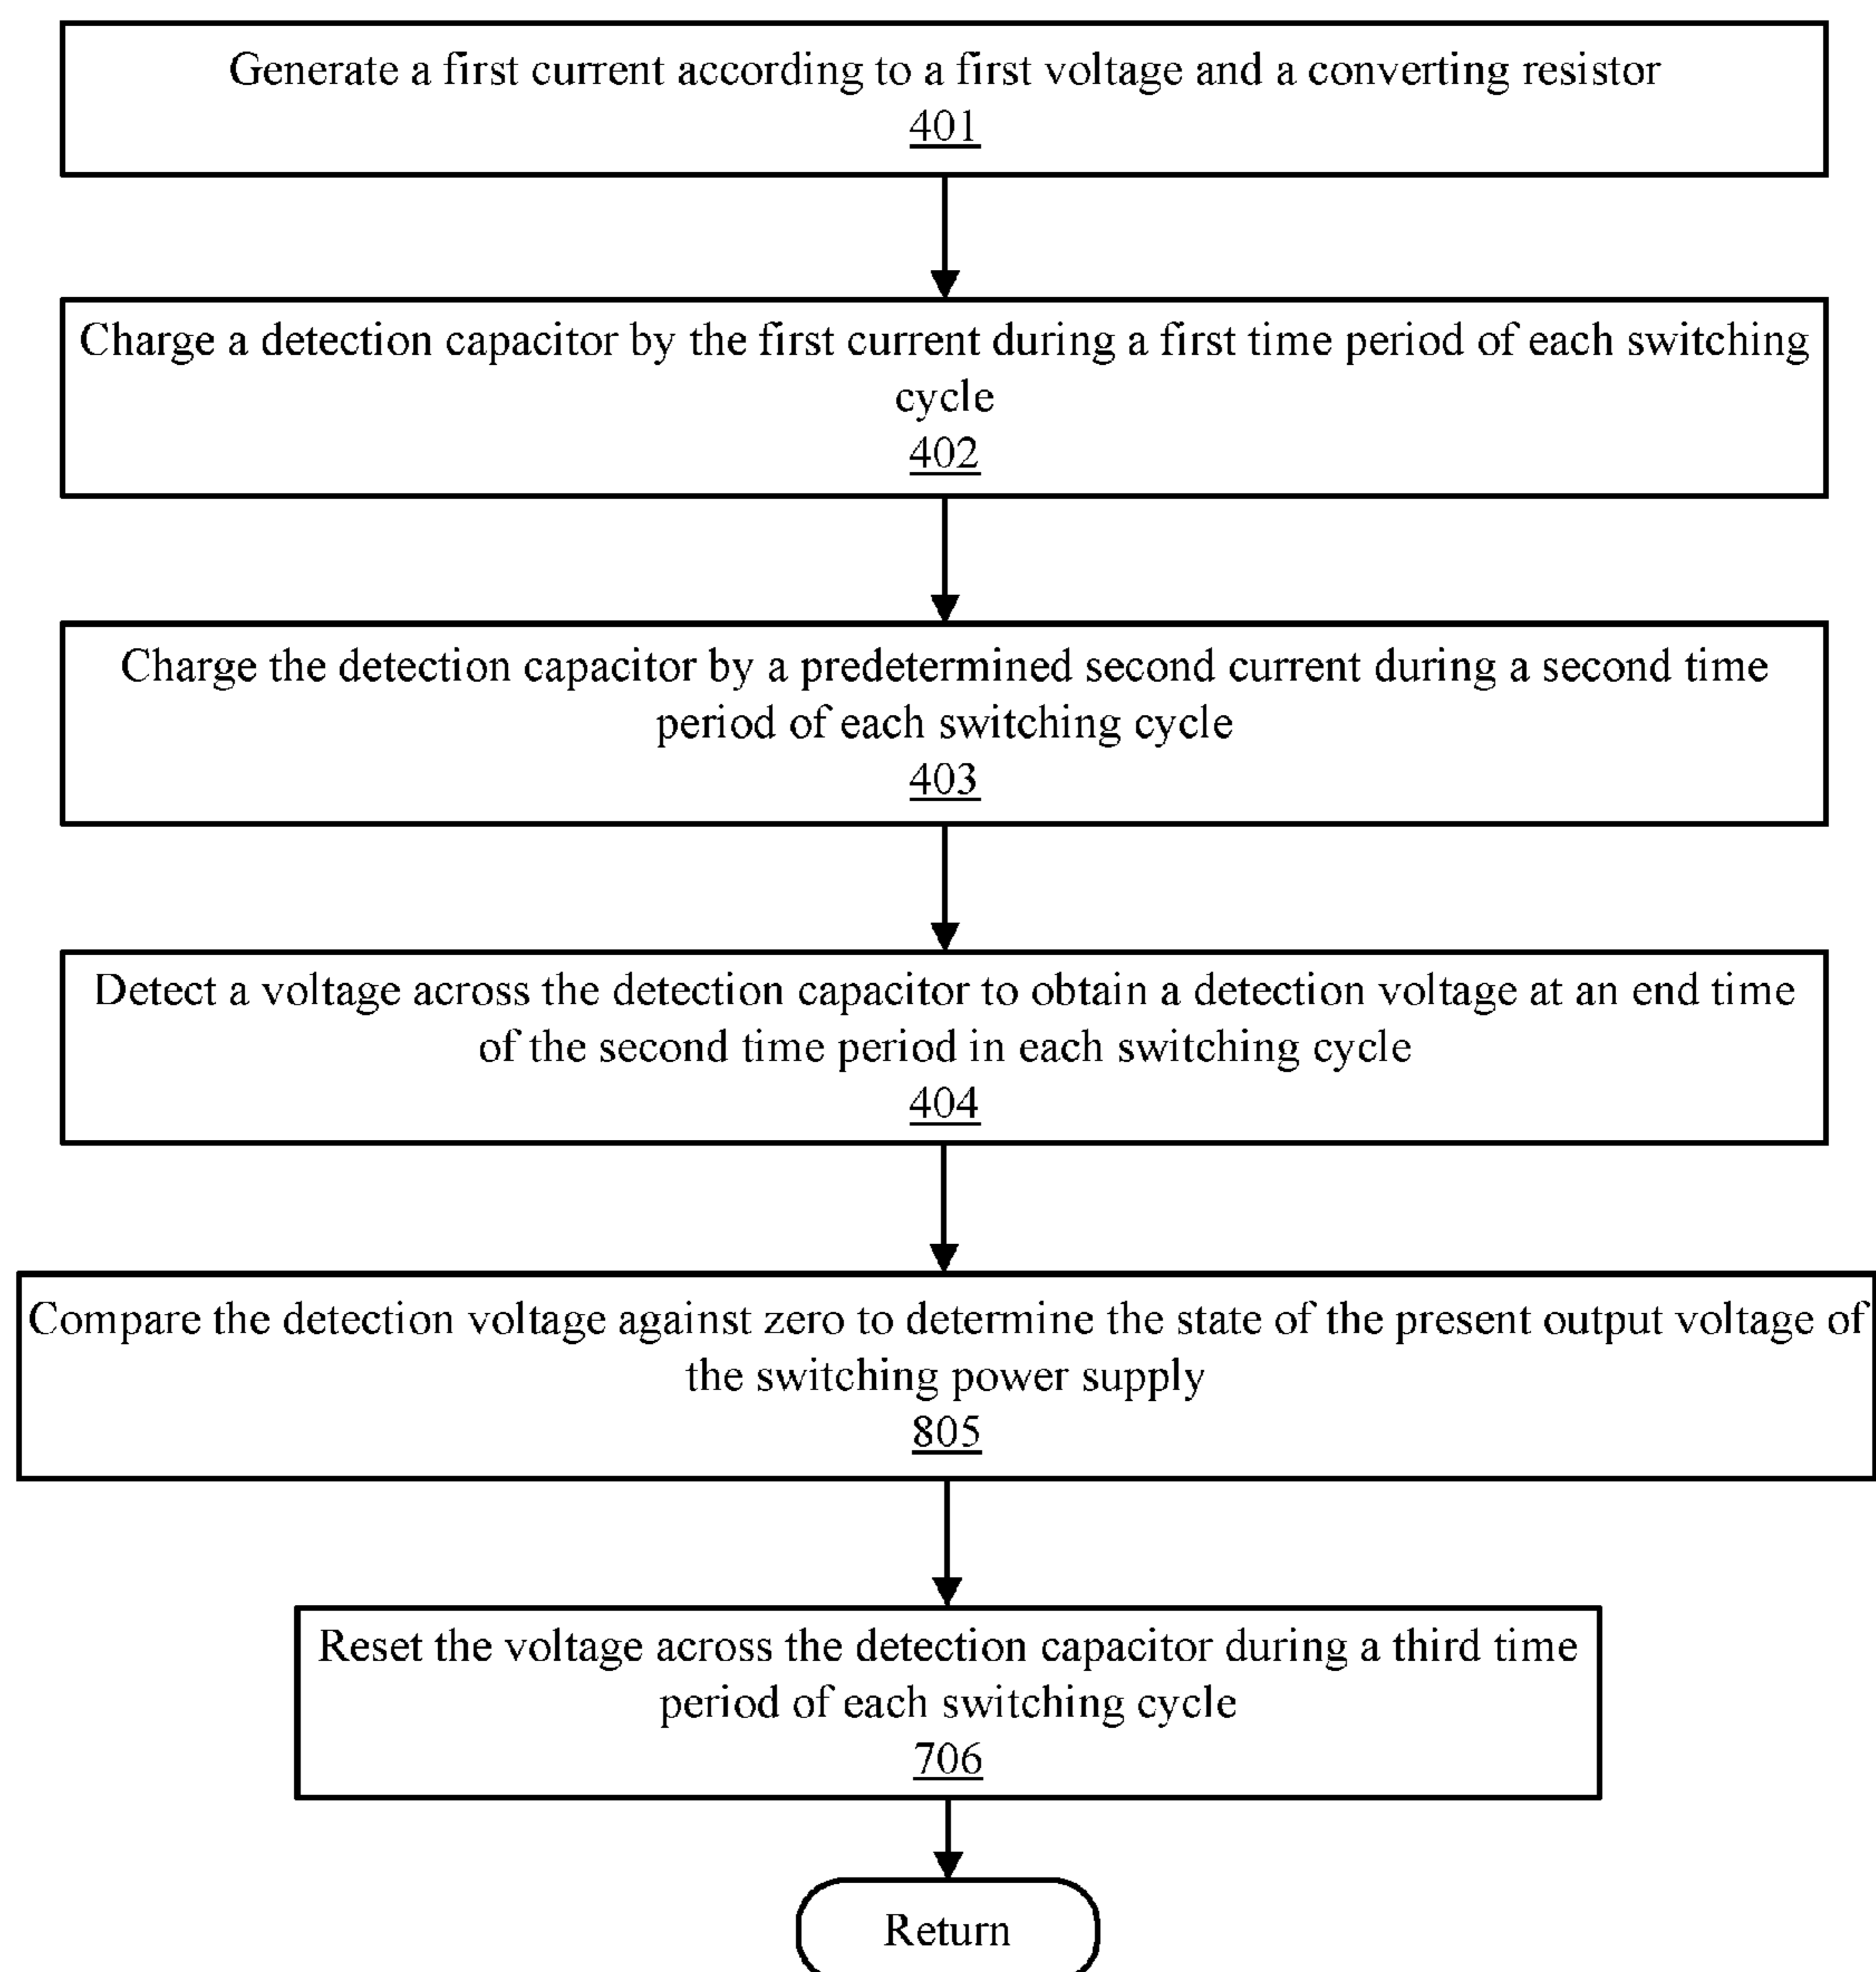 Generate a first current according to a first voltage and a converting resistor
401
Charge a detection capacitor by the first current during a first time period of each switching
cycle
402
Charge the detection capacitor by a predetermined second current during a second time
period of each switching cycle
403
Detect a voltage across the detection capacitor to obtain a detection voltage at an end time
of the second time period in each switching cycle
404
Compare the detection voltage against zero to determine the state of the present output voltage of
the switching power supply
805
Reset the voltage across the detection capacitor during a third time
period of each switching cycle
706
Return